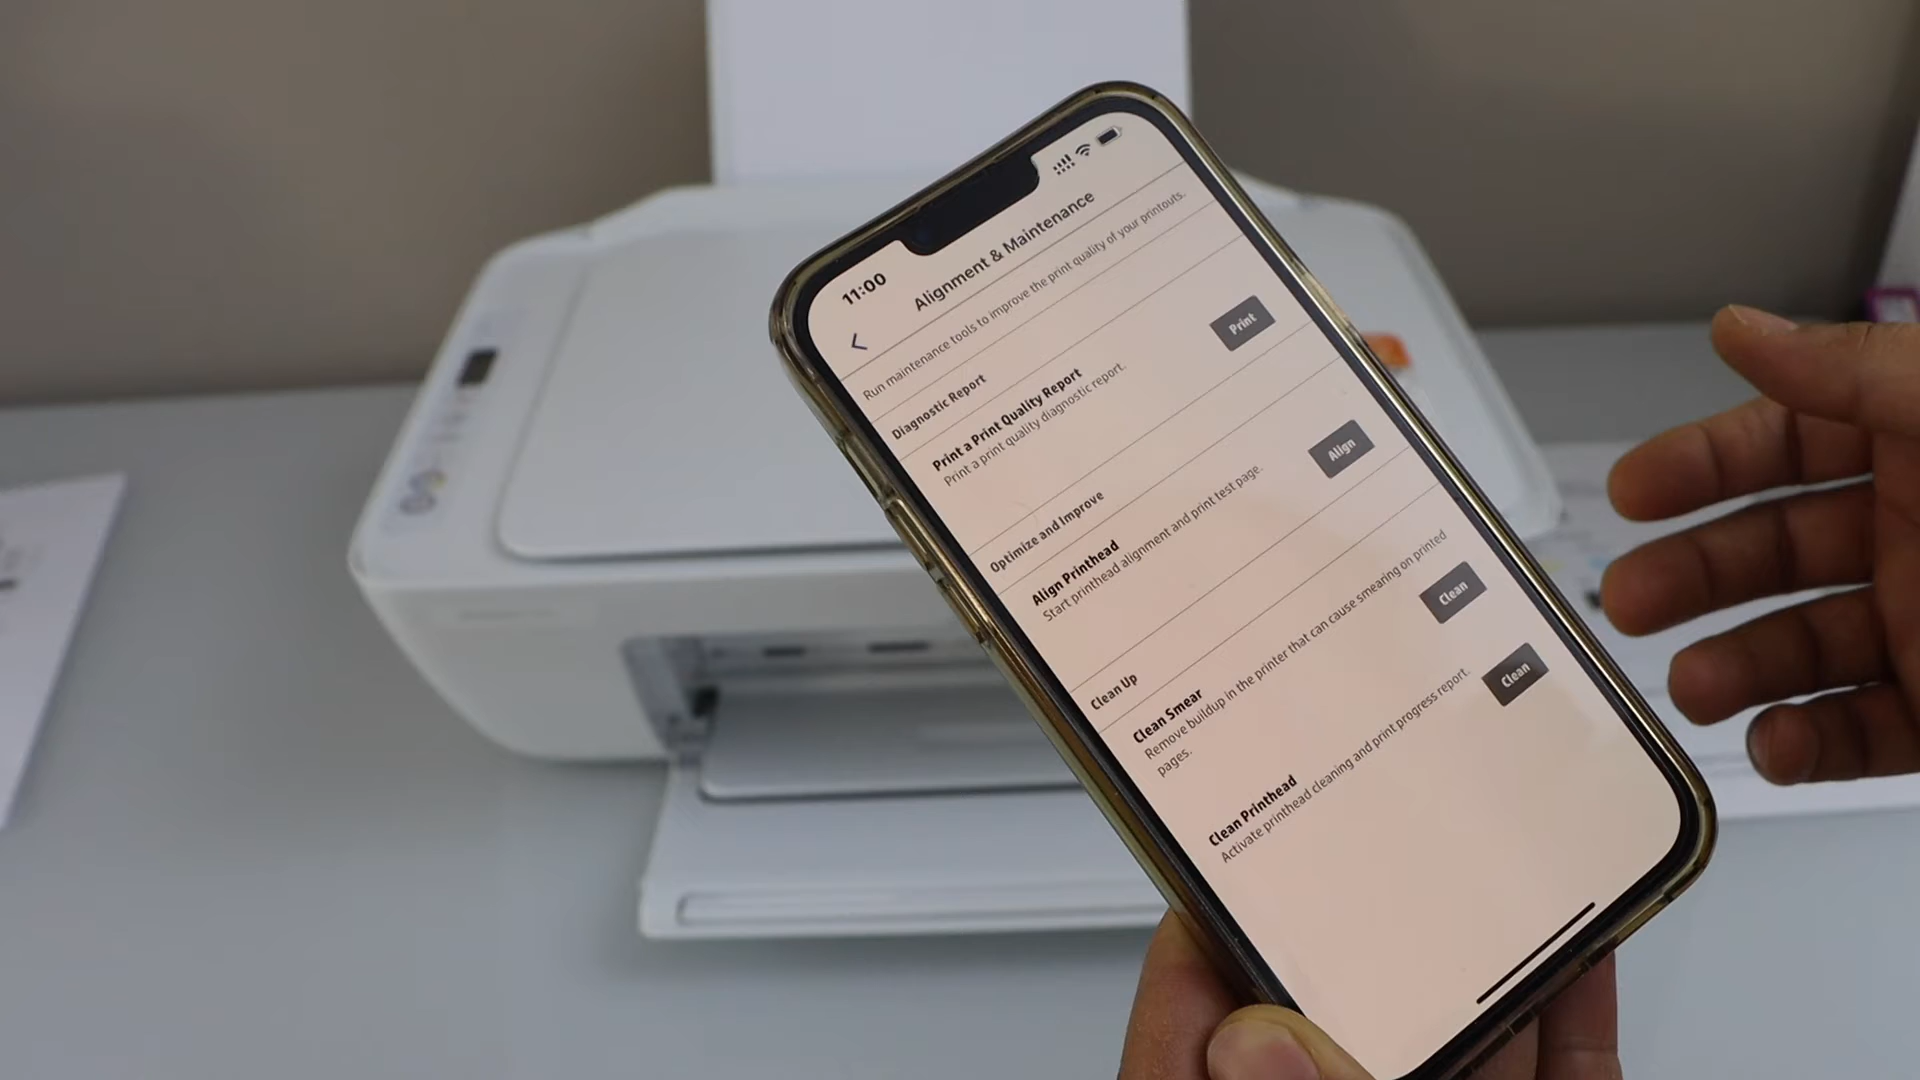 11:00
Alignment & Maintenance
Run maintenance tools to improve the print quality of your printouts.
Diagnostic Report
Print a Print Quality Report
Print a print quality diagnostic report.
Print
Optimize and Improve
Align Printhead
Start printhead alignment and print test page.
Align
Clean Up
Clean Smear
Remove buildup in the printer that can cause smearing on printed
pages.
Clean
Clean Printhead
Activate printhead cleaning and print progress report.
Clean